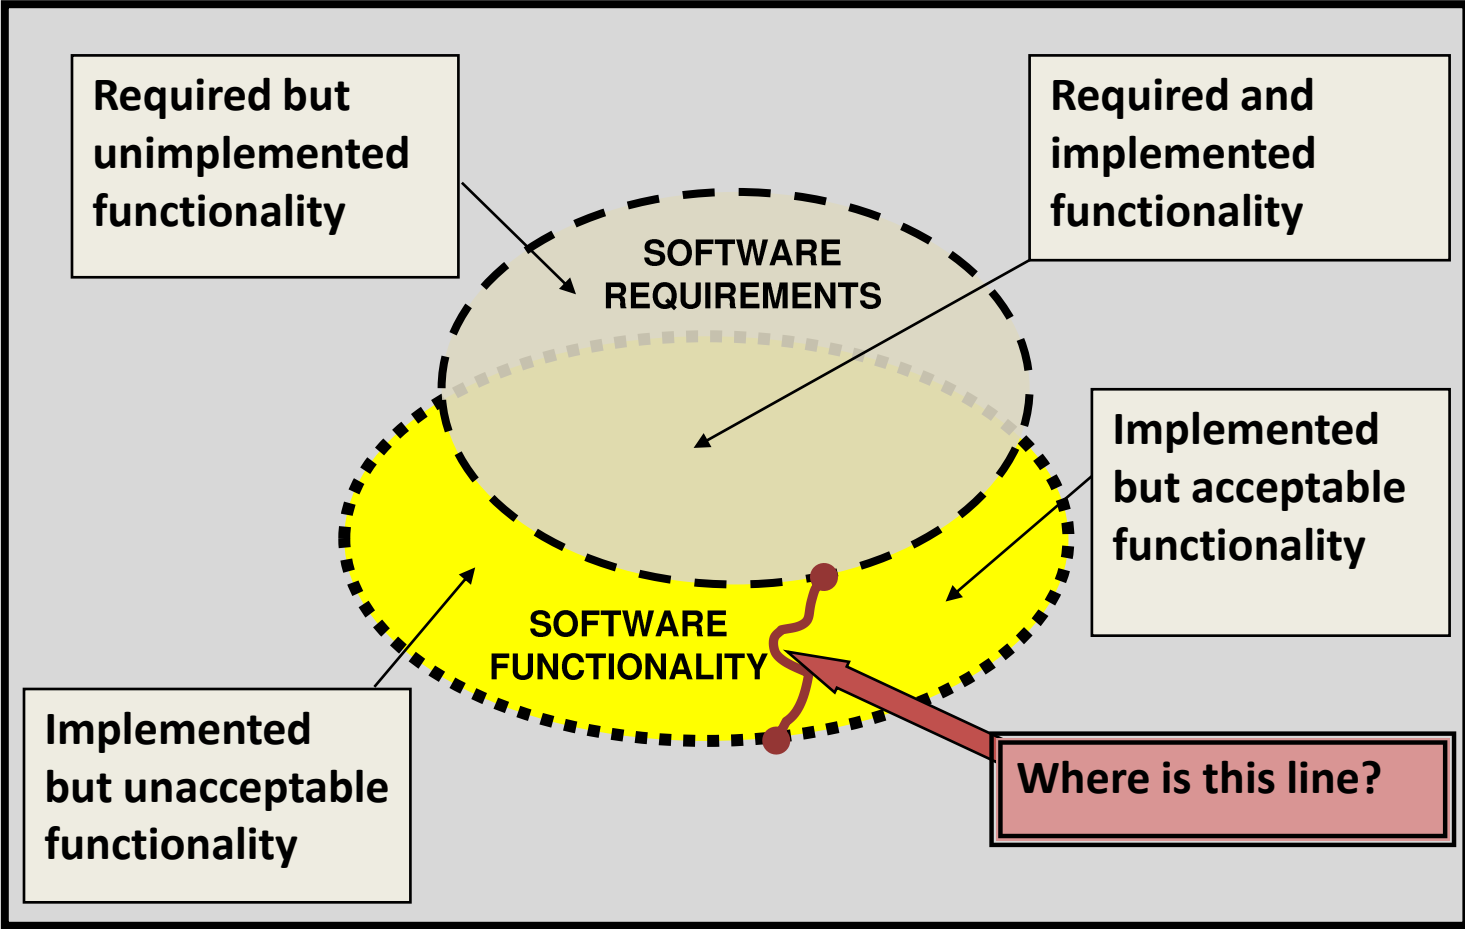 Required but
unimplemented
functionality
Required and
implemented
functionality
SOFTWARE
REQUIREMENTS
Implemented
but acceptable
functionality
SOFTWARE
FUNCTIONALITY
Implemented
but unacceptable
functionality
Where is this line?